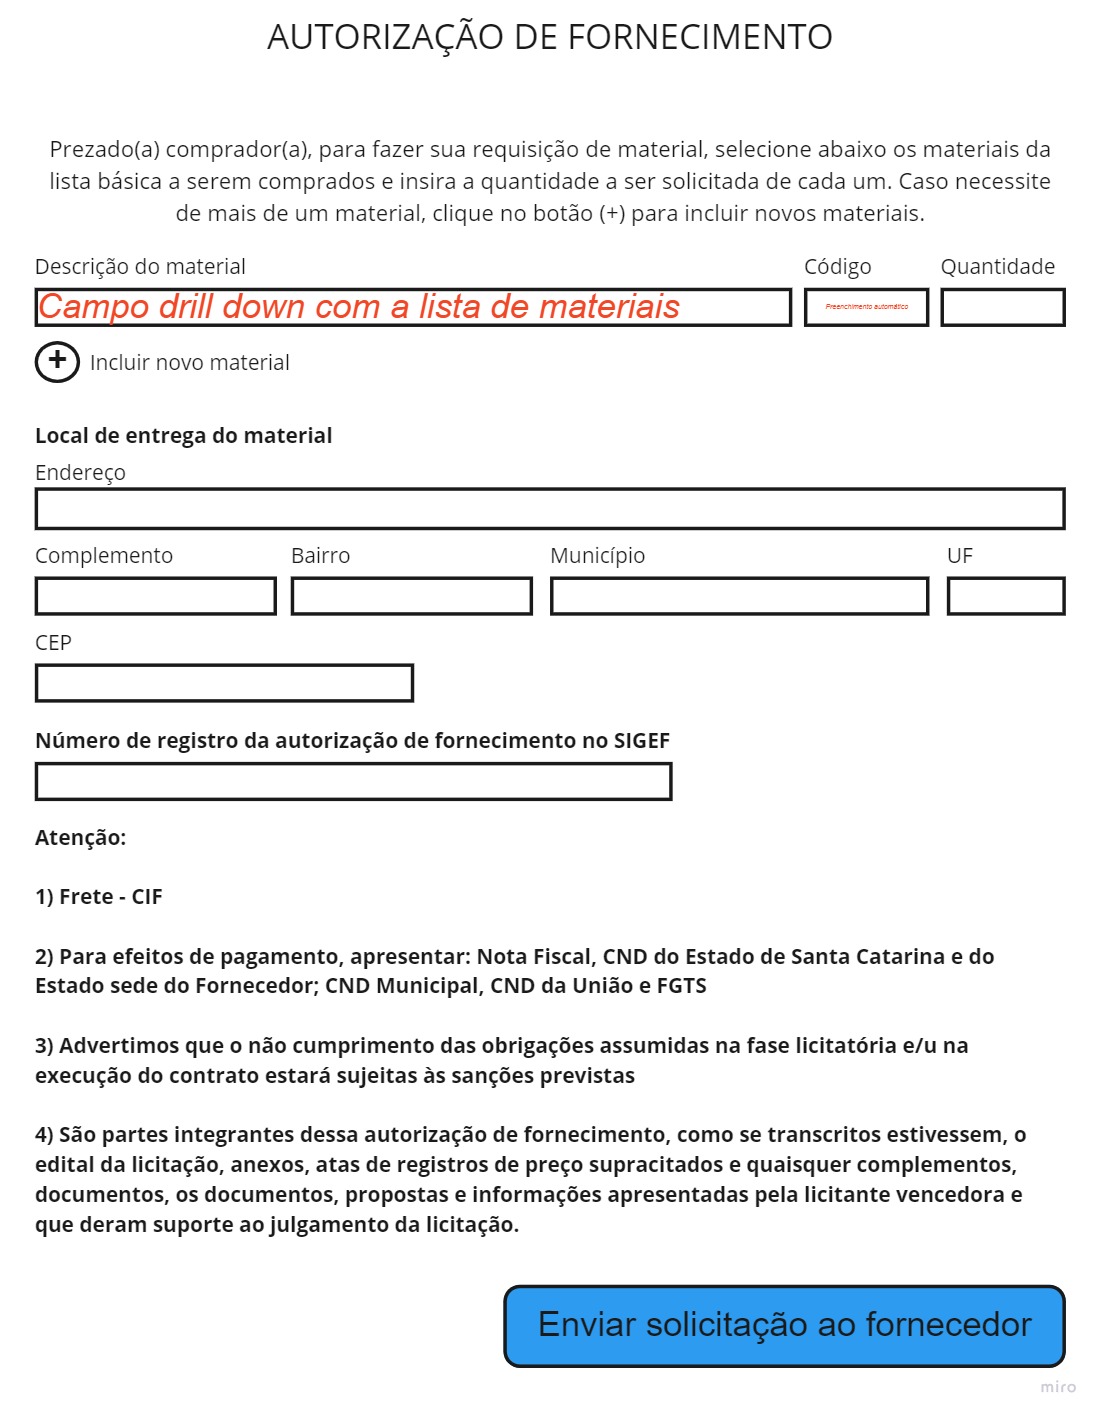 AUTORIZAÇÃO DE FORNECIMENTO
Prezado(a) comprador(a), para fazer sua requisição de material, selecione abaixo os materiais da
lista básica a serem comprados e insira a quantidade a ser solicitada de cada um. Caso necessite
de mais de um material, clique no botão (+) para incluir novos materiais.
Descrição do material Código Quantidade
Campo drill down com a lista de materiais Preenchimento automático
+ Incluir novo material
Local de entrega do material
Endereço
Complemento Bairro Município UF
CEP
Número de registro da autorização de fornecimento no SIGEF
Atenção:
1) Frete - CIF
2) Para efeitos de pagamento, apresentar: Nota Fiscal, CND do Estado de Santa Catarina e do
Estado sede do Fornecedor; CND Municipal, CND da União e FGTS
3) Advertimos que o não cumprimento das obrigações assumidas na fase licitatória e/u na
execução do contrato estará sujeitas às sanções previstas
4) São partes integrantes dessa autorização de fornecimento, como se transcritos estivessem, o
edital da licitação, anexos, atas de registros de preço supracitados e quaisquer complementos,
documentos, os documentos, propostas e informações apresentadas pela licitante vencedora e
que deram suporte ao julgamento da licitação.
Enviar solicitação ao fornecedor
miro